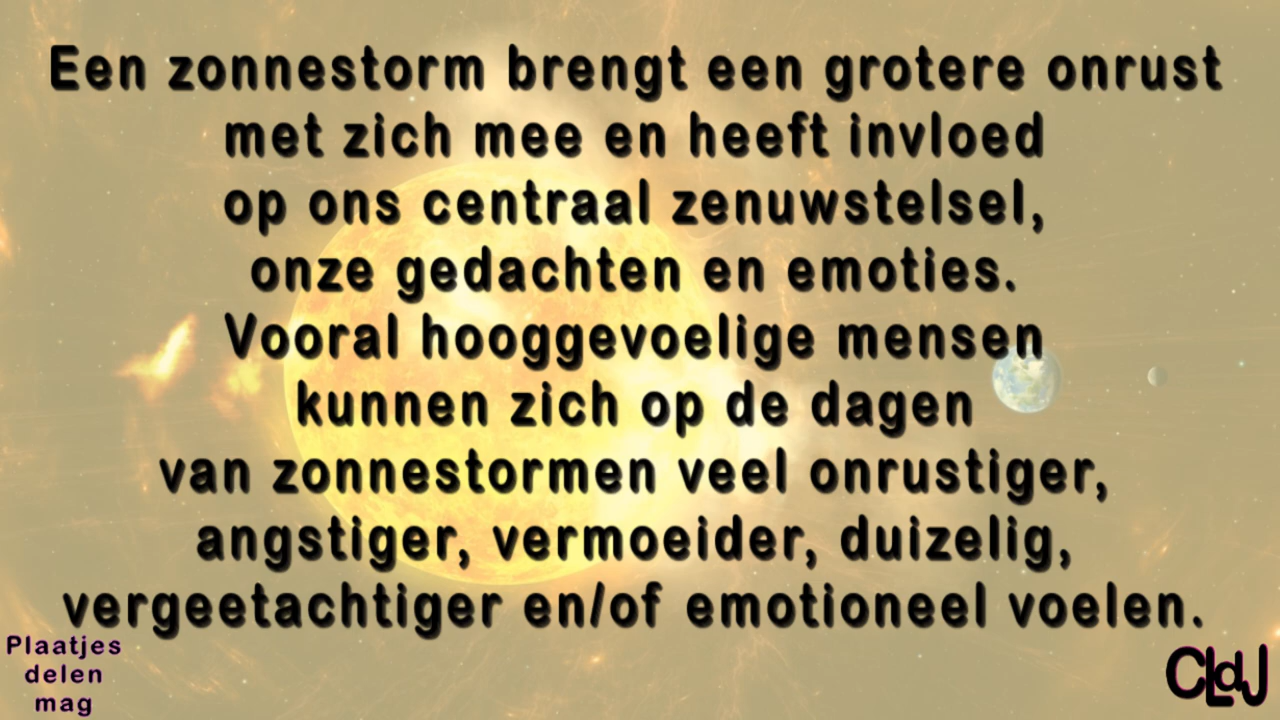 Een zonnestorm brengt een grotere onrust
met zich mee en heeft invloed
op ons centraal zenuwstelsel,
onze gedachten en emoties.
Vooral hooggevoelige mensen
kunnen zich op de dagen
van zonnestormen veel onrustiger,
angstiger, vermoeider, duizelig,
vergeetachtiger en/of emotioneel voelen.
Plaatjes
delen
mag
CLdJ